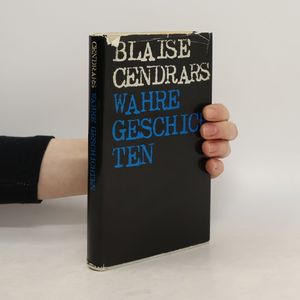 BLAISE
CENDRARS
WAHRE
GESCHIC
TEN
CENDRARS WAHRE GESCHICHTEN